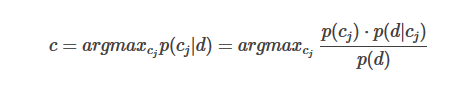 c = argmax_{c_j} p(c_j|d) = argmax_{c_j} \frac{p(c_j) \cdot p(d|c_j)}{p(d)}